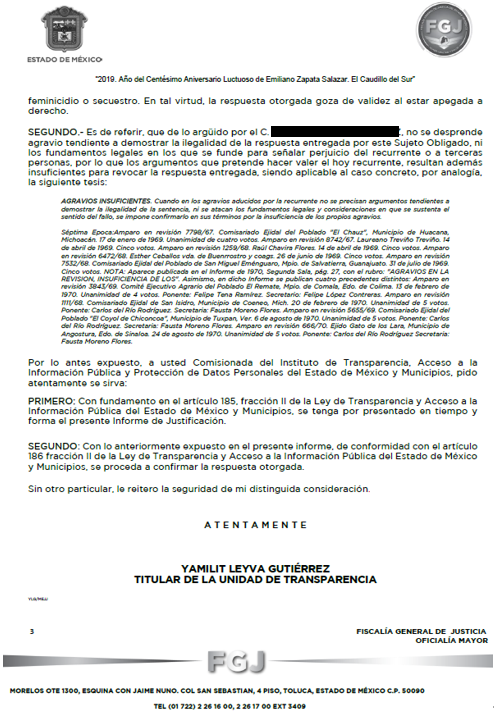 FGJ
ESTADO DE MÉXICO
"2019. Año del Centésimo Aniversario Luctuoso de Emiliano Zapata Salazar. El Caudillo del Sur"
feminicidio o secuestro. En tal virtud, la respuesta otorgada goza de validez al estar apegada a
derecho.
SEGUNDO.- Es de referir, que de lo argüido por el C. , no se desprende
agravio tendiente a demostrar la ilegalidad de la respuesta entregada por este Sujeto Obligado, ni
los fundamentos legales en los que se funde para señalar perjuicio del recurrente o a terceras
personas, por lo que los argumentos que pretende hacer valer el hoy recurrente, resultan además
insuficientes para revocar la respuesta entregada, siendo aplicable al caso concreto, por analogía,
la siguiente tesis:
AGRAVIOS INSUFICIENTES. Cuando en los agravios aducidos por la recurrente no se precisan argumentos tendientes a
demostrar la ilegalidad de la sentencia, ni se atacan los fundamentos legales y consideraciones en que se sustenta el
sentido del fallo, se impone confirmarlo en sus términos por la insuficiencia de los propios agravios.
Séptima Epoca:Amparo en revisión 7798/67. Comisariado Ejidal del Poblado "El Chauz", Municipio de Huacana,
Michoacán. 17 de enero de 1969. Unanimidad de cuatro votos. Amparo en revisión 8742/67. Laureano Treviño Treviño. 14
de abril de 1969. Cinco votos. Amparo en revisión 1259/68. Raúl Chavira Flores. 14 de abril de 1969. Cinco votos. Amparo
en revisión 6472/68. Esther Ceballos vda. de Buenrrostro y coags. 26 de junio de 1969. Cinco votos. Amparo en revisión
7532/68. Comisariado Ejidal del Poblado de San Miguel Eménguaro, Mpio. de Salvatierra, Guanajuato. 31 de julio de 1969.
Cinco votos. NOTA: Aparece publicada en el Informe de 1970, Segunda Sala, pág. 27, con el rubro: "AGRAVIOS EN LA
REVISION, INSUFICIENCIA DE LOS". Asimismo, en dicho Informe se publican cuatro precedentes distintos: Amparo en
revisión 3843/69. Comité Ejecutivo Agrario del Poblado El Remate, Mpio. de Comala, Edo. de Colima. 13 de febrero de
1970. Unanimidad de 4 votos. Ponente: Felipe Tena Ramírez. Secretario: Felipe López Contreras. Amparo en revisión
1111/68. Comisariado Ejidal de San Isidro, Municipio de Cueneo, Mich. 20 de febrero de 1970. Unanimidad de 5 votos.
Ponente: Carlos del Río Rodríguez. Secretaria: Fausta Moreno Flores. Amparo en revisión 5655/69. Comisariado Ejidal del
Poblado "El Coyol de Chiconcoa", Municipio de Tuxpan, Ver. 6 de agosto de 1970. Unanimidad de 5 votos. Ponente: Carlos
del Río Rodríguez. Secretaria: Fausta Moreno Flores. Amparo en revisión 666/70. Ejido Gato de los Lara, Municipio de
Angostura, Edo. de Sinaloa. 24 de agosto de 1970. Unanimidad de 5 votos. Ponente: Carlos del Río Rodríguez. Secretaria:
Fausta Moreno Flores.
Por lo antes expuesto, a usted Comisionada del Instituto de Transparencia, Acceso a la
Información Pública y Protección de Datos Personales del Estado de México y Municipios, pido
atentamente se sirva:
PRIMERO: Con fundamento en el artículo 185, fracción II de la Ley de Transparencia y Acceso a la
Información Pública del Estado de México y Municipios, se tenga por presentado en tiempo y
forma el presente Informe de Justificación.
SEGUNDO: Con lo anteriormente expuesto en el presente informe, de conformidad con el artículo
186 fracción II de la Ley de Transparencia y Acceso a la Información Pública del Estado de México
y Municipios, se proceda a confirmar la respuesta otorgada.
Sin otro particular, le reitero la seguridad de mi distinguida consideración.
A T E N T A M E N T E
YAMILIT LEYVA GUTIÉRREZ
TITULAR DE LA UNIDAD DE TRANSPARENCIA
3
FISCALÍA GENERAL DE JUSTICIA
OFICIALÍA MAYOR
FGJ
MORELOS OTE 1300, ESQUINA CON JAIME NUNO. COL SAN SEBASTIAN, 4 PISO, TOLUCA, ESTADO DE MÉXICO C.P. 50090
TEL (01 722) 2 26 16 00, 2 26 17 00 EXT 3409